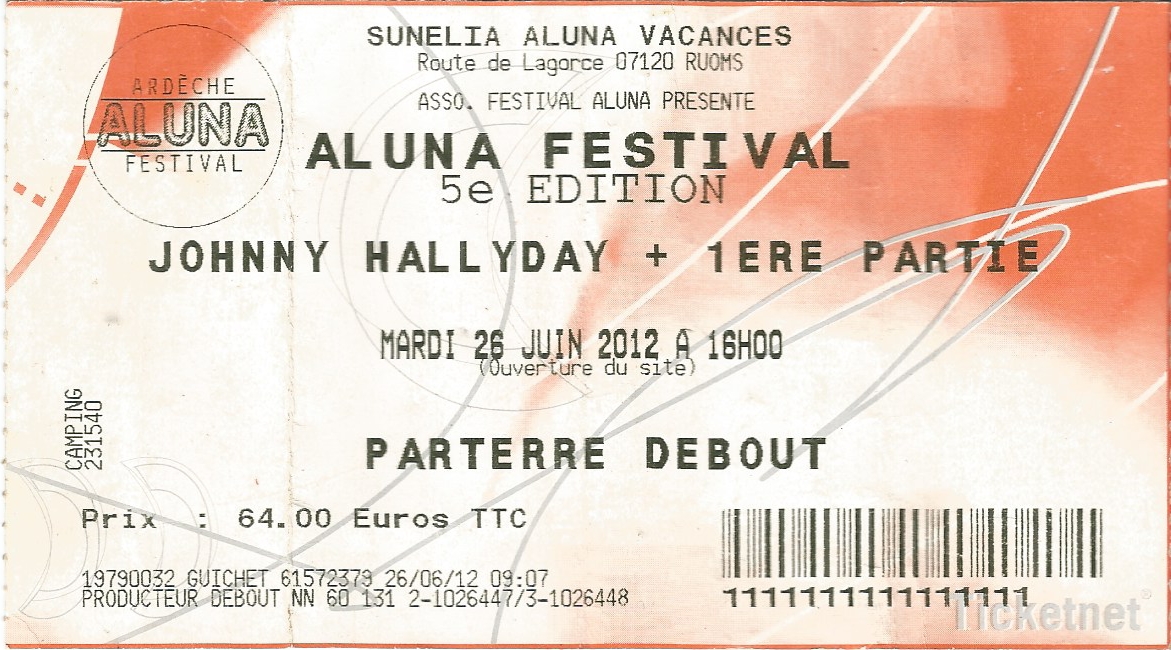 SUNELIA ALUNA VACANCES
Route de Lagorce 07120 RUOMS
ASSO. FESTIVAL ALUNA PRESENTE
ARDÈCHE
ALUNA
FESTIVAL
ALUNA FESTIVAL
5e EDITION
JOHNNY HALLYDAY + 1ERE PARTIE
MARDI 26 JUIN 2012 A 16H00
(Ouverture du site)
CAMPING
231540
PARTERRE DEBOUT
Prix : 64.00 Euros TTC
19790032 GUICHET 61572379 26/06/12 09:07
PRODUCTEUR DEBOUT NN 60 131 2-1026447/3-1026448
1111111111111111
Ticketnet®